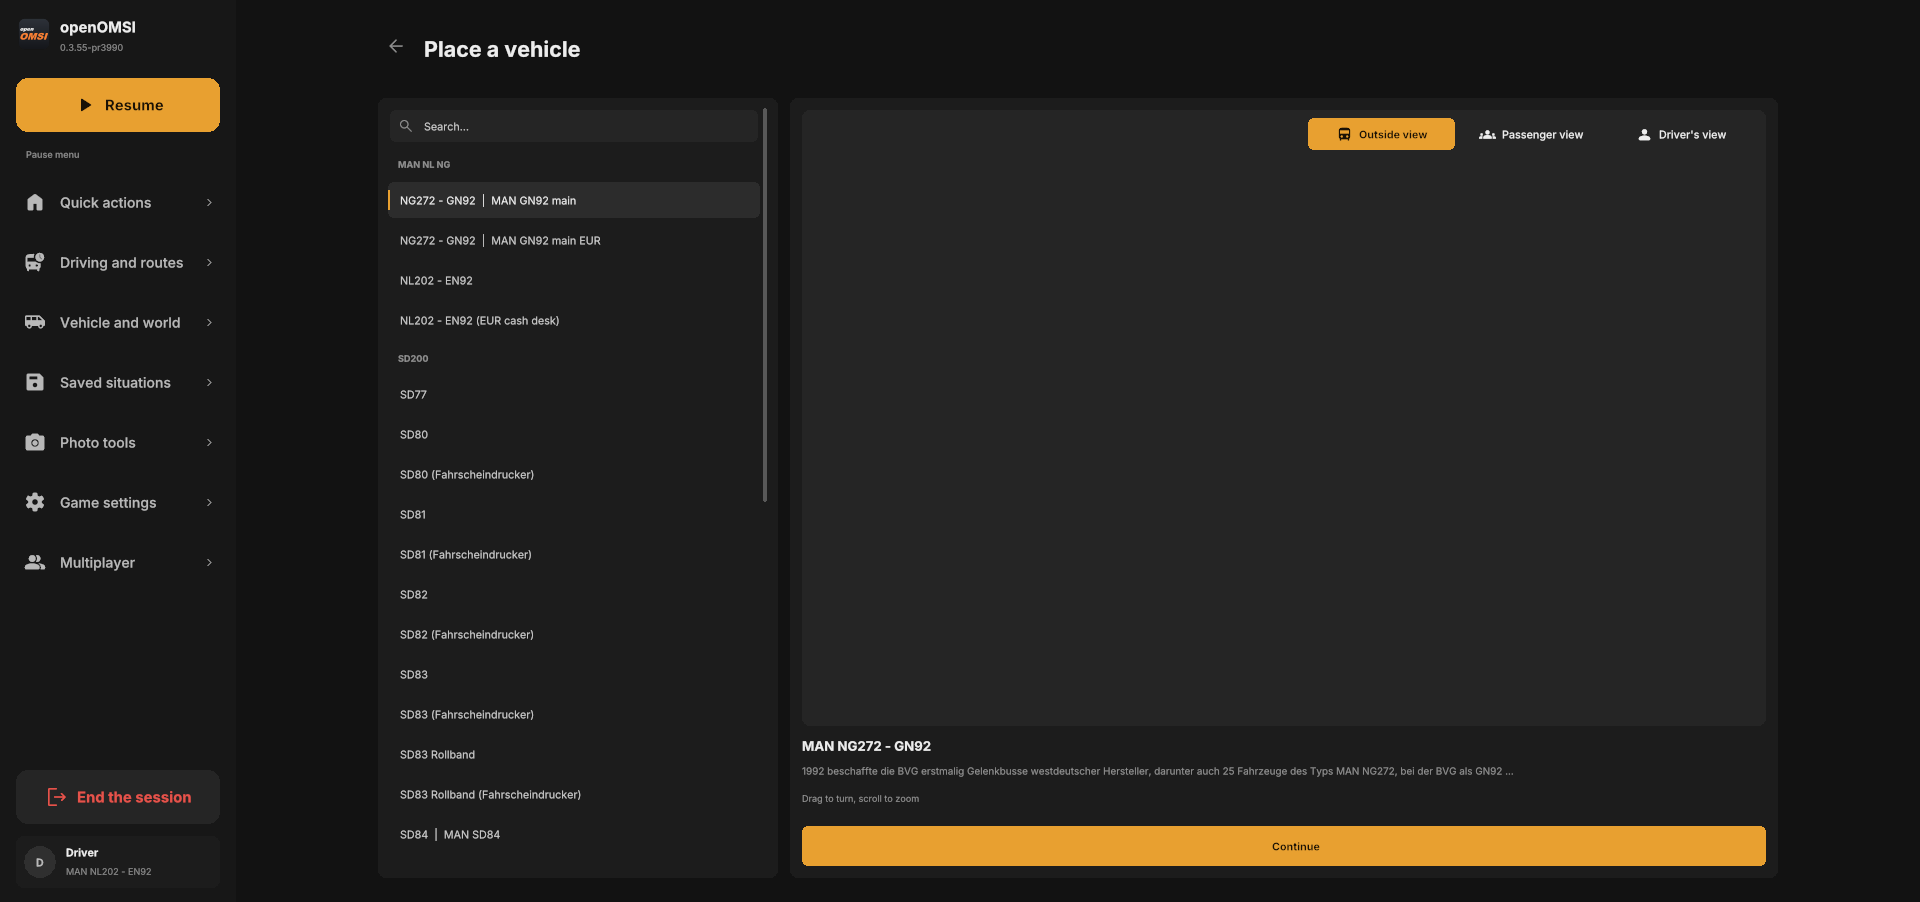 open
OMSI
openOMSI
0.3.55-pr3990
Resume
Pause menu
Quick actions
Driving and routes
Vehicle and world
Saved situations
Photo tools
Game settings
Multiplayer
End the session
D
Driver
MAN NL202 - EN92
Place a vehicle
Search...
MAN NL NG
NG272 - GN92 | MAN GN92 main
NG272 - GN92 | MAN GN92 main EUR
NL202 - EN92
NL202 - EN92 (EUR cash desk)
SD200
SD77
SD80
SD80 (Fahrscheindrucker)
SD81
SD81 (Fahrscheindrucker)
SD82
SD82 (Fahrscheindrucker)
SD83
SD83 (Fahrscheindrucker)
SD83 Rollband
SD83 Rollband (Fahrscheindrucker)
SD84 | MAN SD84
Outside view
Passenger view
Driver's view
MAN NG272 - GN92
1992 beschaffte die BVG erstmalig Gelenkbusse westdeutscher Hersteller, darunter auch 25 Fahrzeuge des Typs MAN NG272, bei der BVG als GN92 ...
Drag to turn, scroll to zoom
Continue